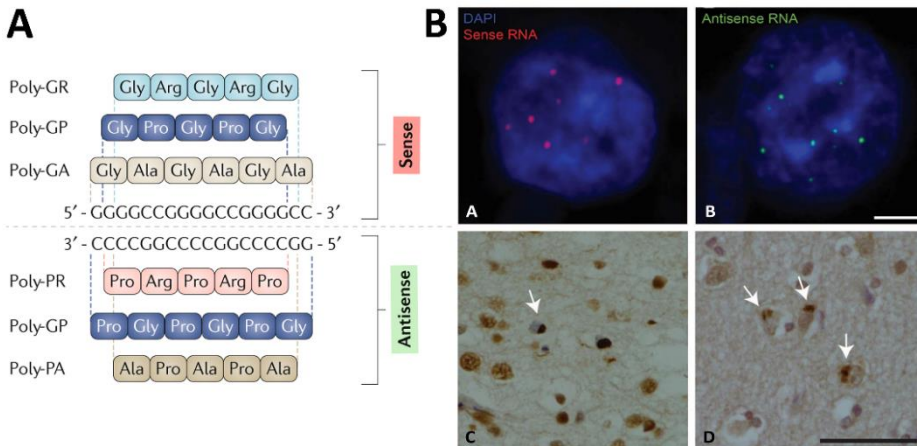 A
Poly-GR Gly Arg Gly Arg Gly
Poly-GP Gly Pro Gly Pro Gly
Poly-GA Gly Ala Gly Ala Gly Ala
5′ - GGGGCCGGGGCCGGGGCC - 3′
Sense
3′ - CCCCGGCCCCGGCCCCGG - 5′
Poly-PR Pro Arg Pro Arg Pro
Poly-GP Pro Gly Pro Gly Pro Gly
Poly-PA Ala Pro Ala Pro Ala
Antisense
B
DAPI
Sense RNA
A
Antisense RNA
B
C
D